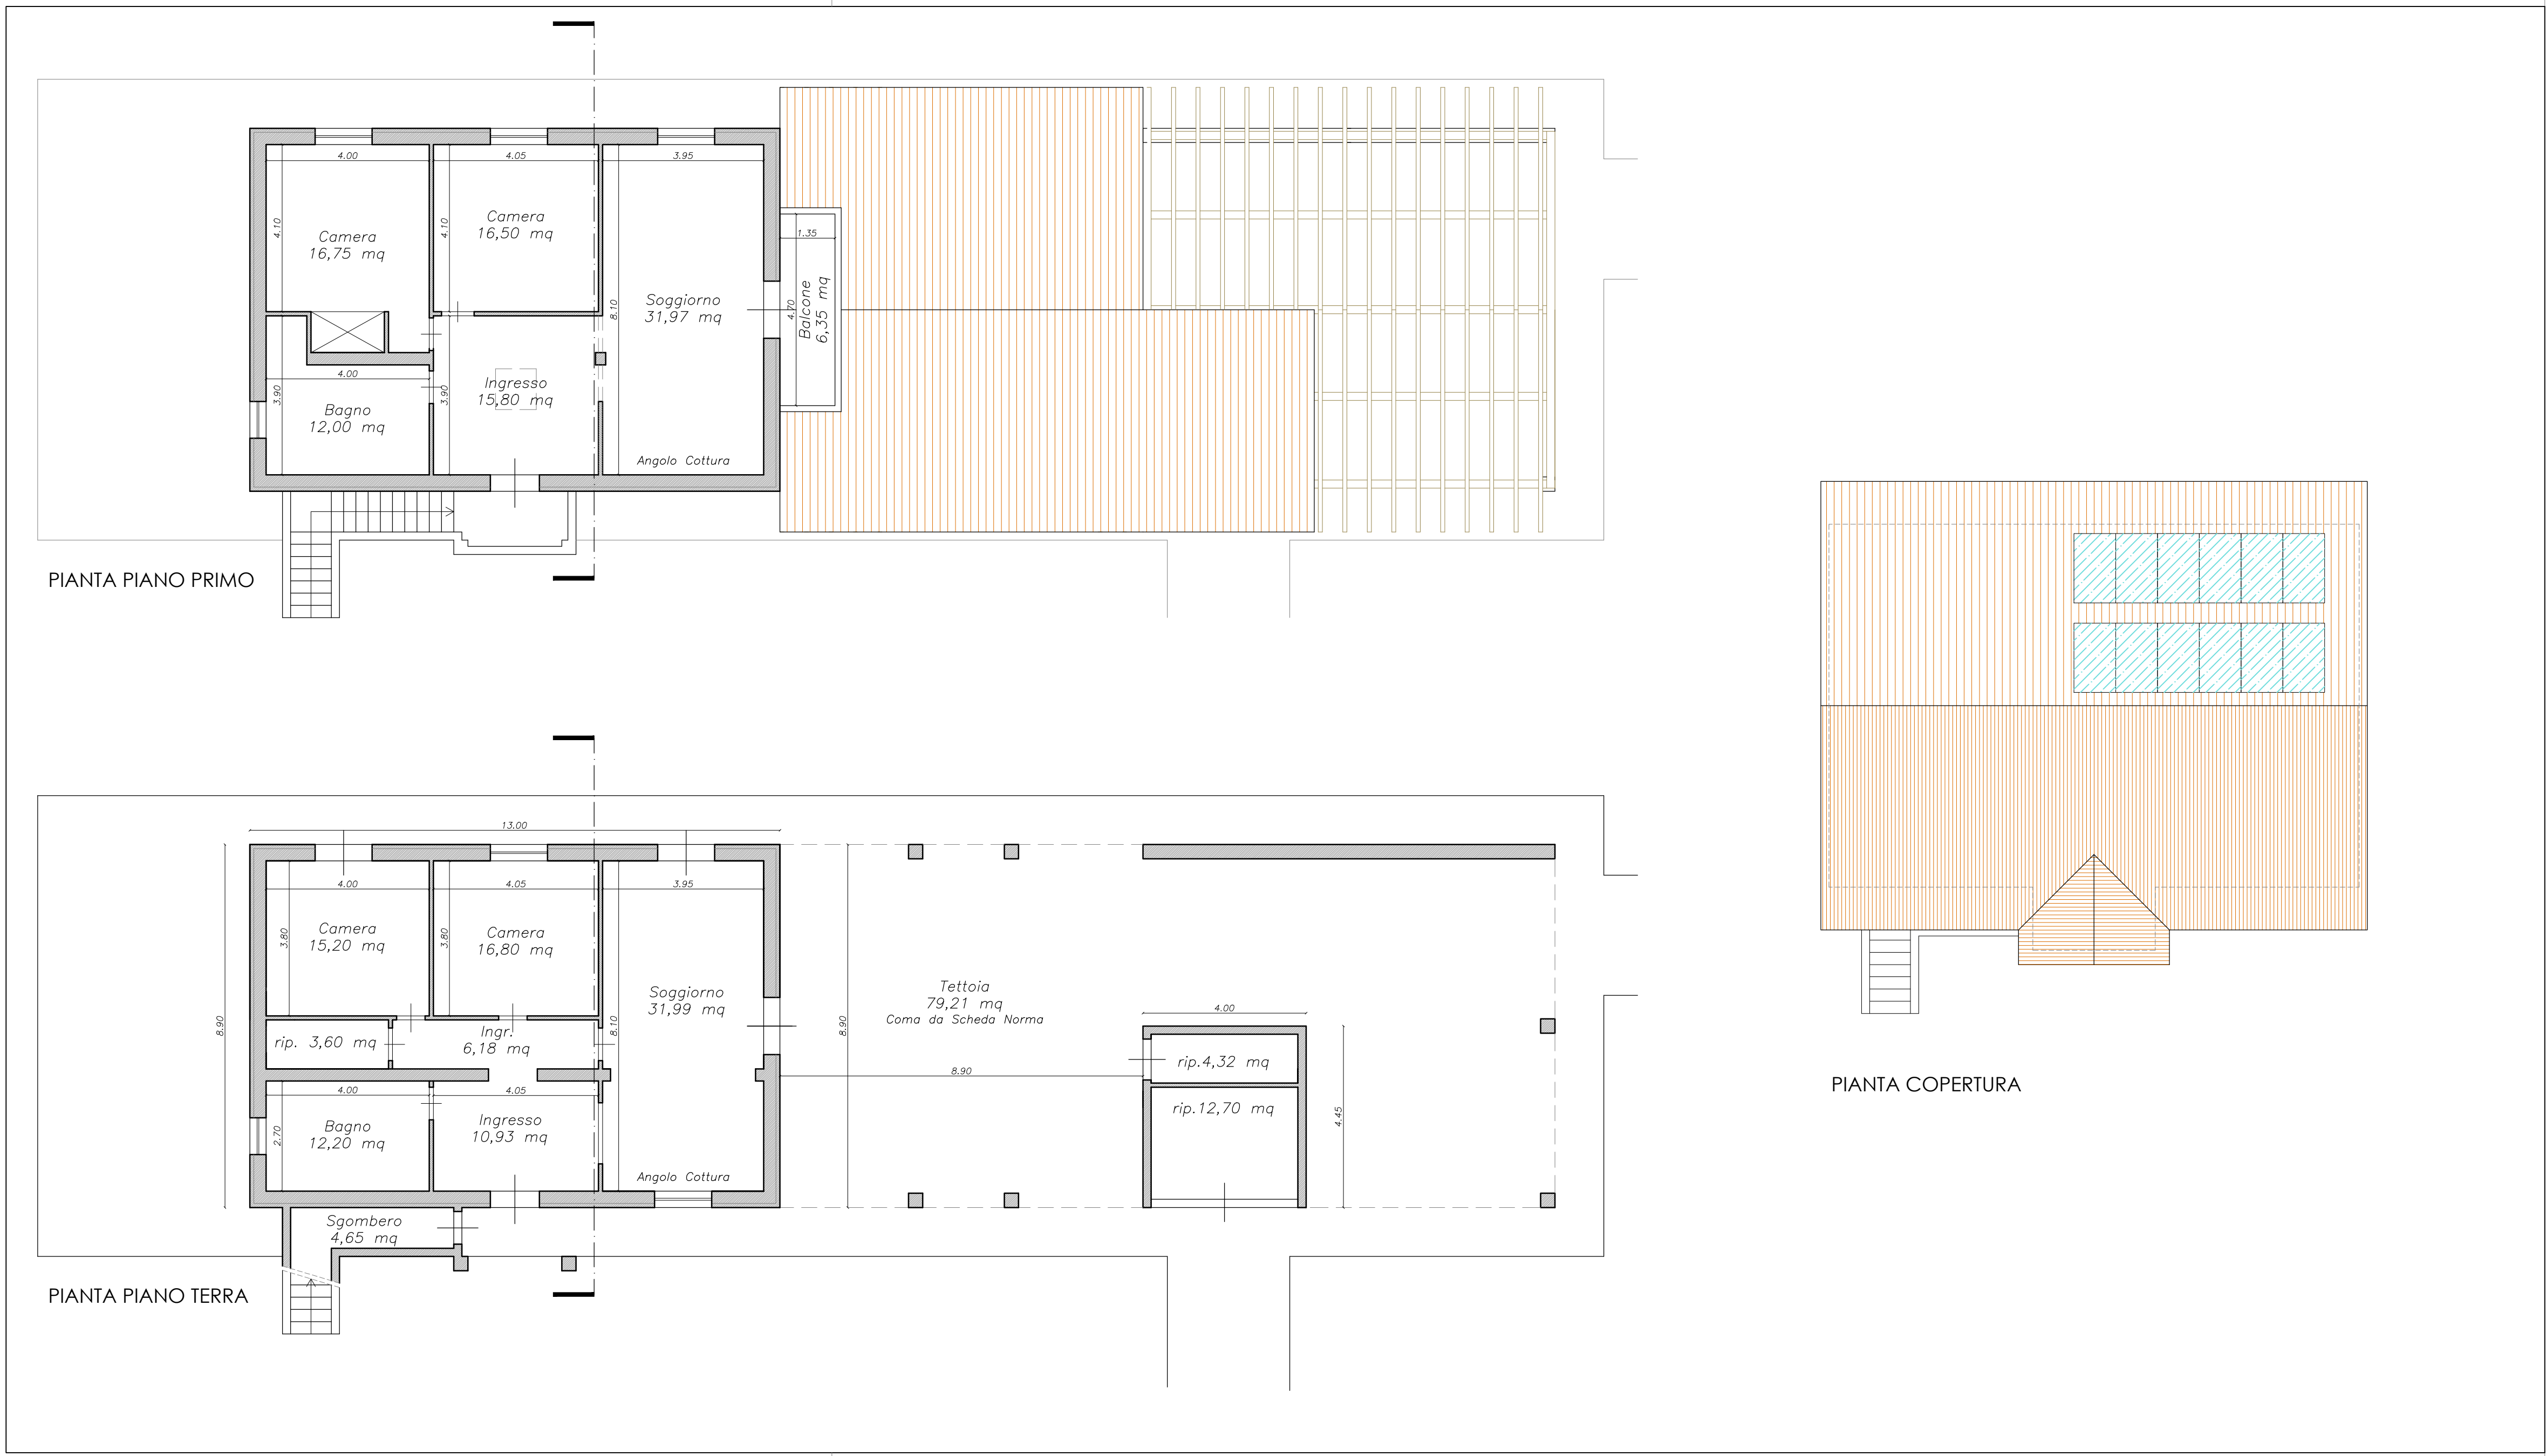 4.00
4.05
3.95
4.10
4.10
Camera
16,75 mq
Camera
16,50 mq
8.10
Soggiorno
31,97 mq
1.35
4.70
Balcone
6,35 mq
4.00
3.90
3.90
Bagno
12,00 mq
Ingresso
15,80 mq
Angolo Cottura
PIANTA PIANO PRIMO
13.00
4.00
4.05
3.95
3.80
3.80
8.90
8.90
Camera
15,20 mq
Camera
16,80 mq
Soggiorno
31,99 mq
8.10
rip. 3,60 mq
Ingr.
6,18 mq
4.00
4.05
2.70
Bagno
12,20 mq
Ingresso
10,93 mq
Angolo Cottura
Sgombero
4,65 mq
Tettoia
79,21 mq
Coma da Scheda Norma
8.90
4.00
rip.4,32 mq
rip.12,70 mq
4.45
PIANTA PIANO TERRA
PIANTA COPERTURA